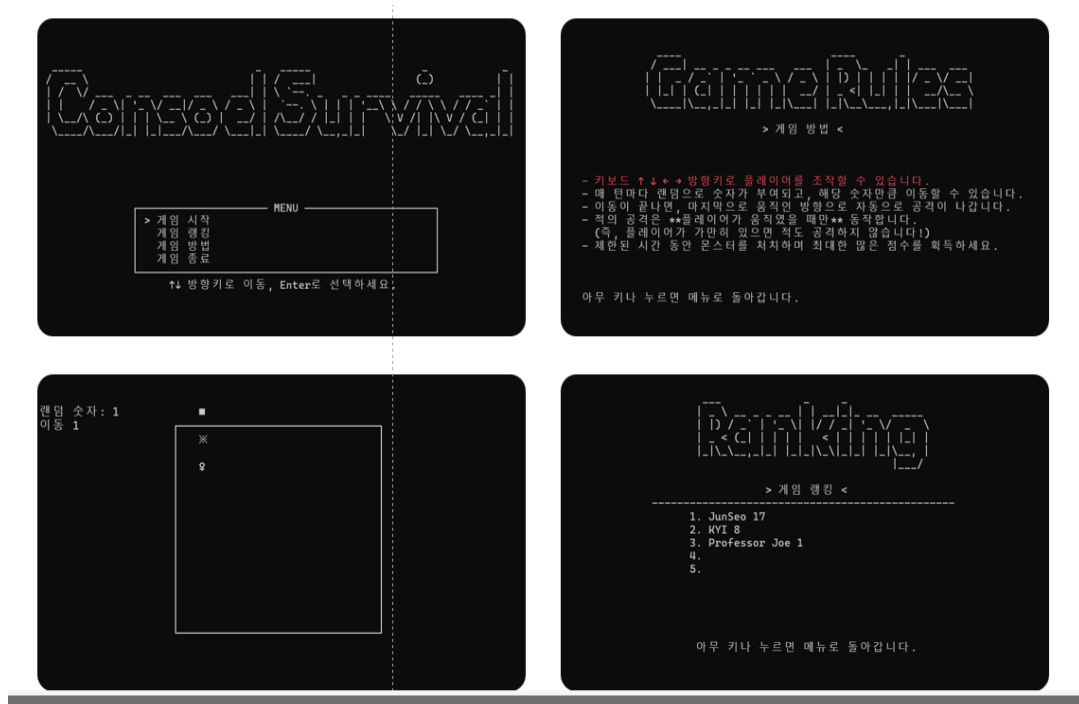 Consoel Survival
MENU
> 게임 시작
게임 랭킹
게임 방법
게임 종료
↑↓ 방향키로 이동, Enter로 선택하세요.
Game Rules
> 게임 방법 <
- 키보드 ↑ ↓ ← → 방향키로 플레이어를 조작할 수 있습니다.
- 매 턴마다 랜덤으로 숫자가 부여되고, 해당 숫자만큼 이동할 수 있습니다.
- 이동이 끝나면, 마지막으로 움직인 방향으로 자동으로 공격이 나갑니다.
- 적의 공격은 **플레이어가 움직였을 때만** 동작합니다.
(즉, 플레이어가 가만히 있으면 적도 공격하지 않습니다!)
- 제한된 시간 동안 몬스터를 처치하며 최대한 많은 점수를 획득하세요.
아무 키나 누르면 메뉴로 돌아갑니다.
랜덤 숫자: 1
이동 1
■
※
♀
Ranking
> 게임 랭킹 <
1. JunSeo 17
2. KYI 8
3. Professor Joe 1
4.
5.
아무 키나 누르면 메뉴로 돌아갑니다.